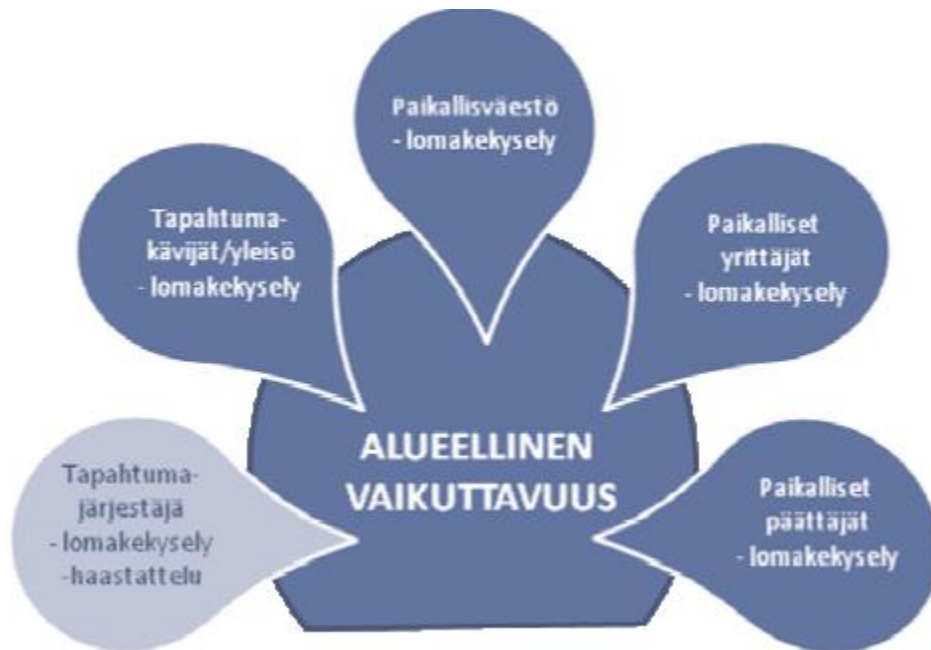 Paikallisväestö
- lomakekysely
Tapahtuma-
kävijät/yleisö
- lomakekysely
Paikalliset
yrittäjät
- lomakekysely
ALUEELLINEN
VAIKUTTAVUUS
Tapahtuma-
järjestäjä
- lomakekysely
-haastattelu
Paikalliset
päättäjät
- lomakekysely